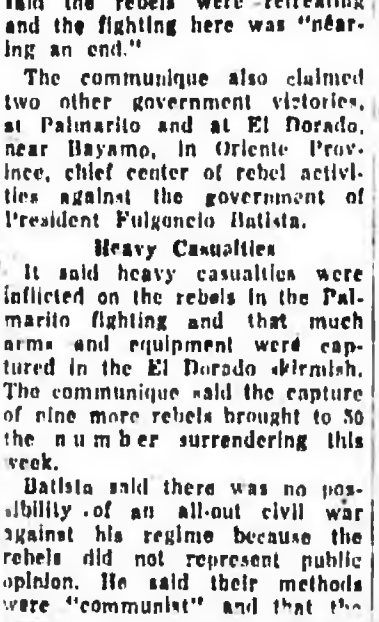 said the rebels were retreating
and the fighting here was "near-
ing an end."
The communique also claimed
two other government victories,
at Palmarito and at El Dorado,
near Bayamo, in Oriente Prov-
ince, chief center of rebel activi-
ties against the government of
President Fulgencio Batista.
Heavy Casualties
It said heavy casualties were
inflicted on the rebels in the Pal-
marito fighting and that much
arms and equipment were cap-
tured in the El Dorado skirmish.
The communique said the capture
of nine more rebels brought to 50
the number surrendering this
week.
Batista said there was no pos-
sibility of an all-out civil war
against his regime because the
rebels did not represent public
opinion. He said their methods
were "communist" and that the